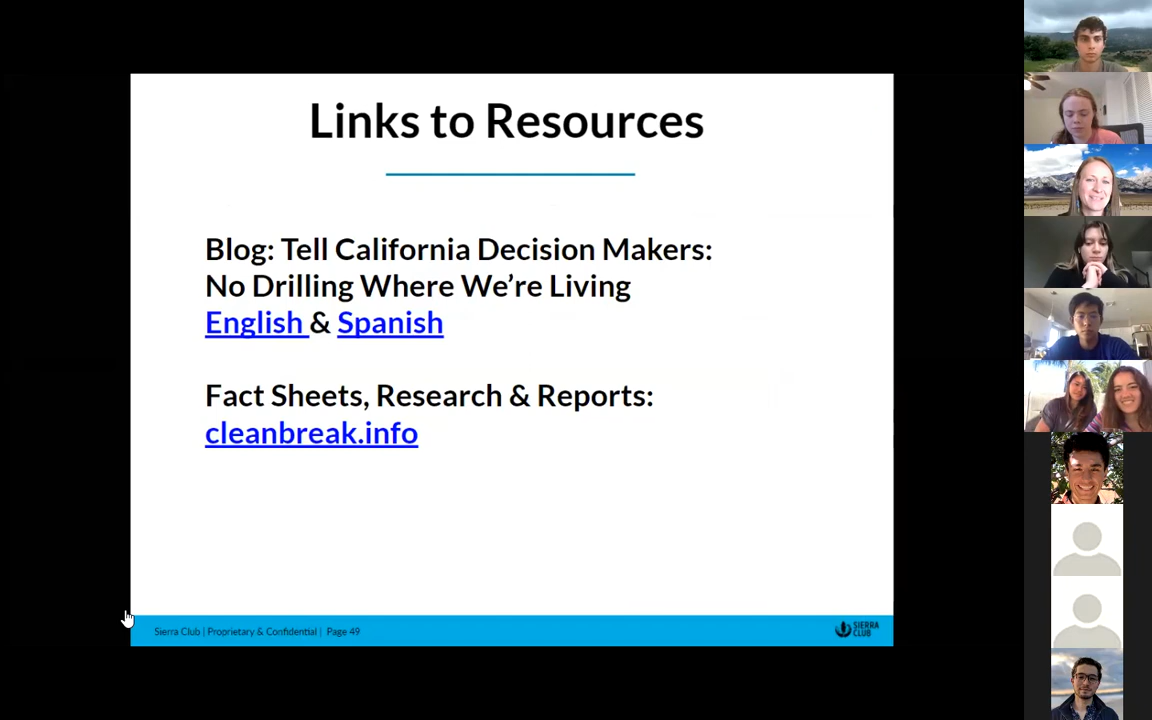 Links to Resources
Blog: Tell California Decision Makers:
No Drilling Where We’re Living
English & Spanish
Fact Sheets, Research & Reports:
cleanbreak.info
Sierra Club | Proprietary & Confidential | Page 49
SIERRA
CLUB